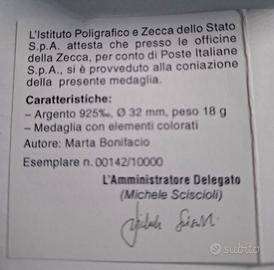 L'Istituto Poligrafico e Zecca dello Stato
S.p.A. attesta che presso le officine
della Zecca, per conto di Poste Italiane
S.p.A., si è provveduto alla coniazione
della presente medaglia.
Caratteristiche:
– Argento 925‰, Ø 32 mm, peso 18 g
– Medaglia con elementi colorati
Autore: Marta Bonifacio
Esemplare n. 00142/10000
L'Amministratore Delegato
(Michele Sciscioli)
subito